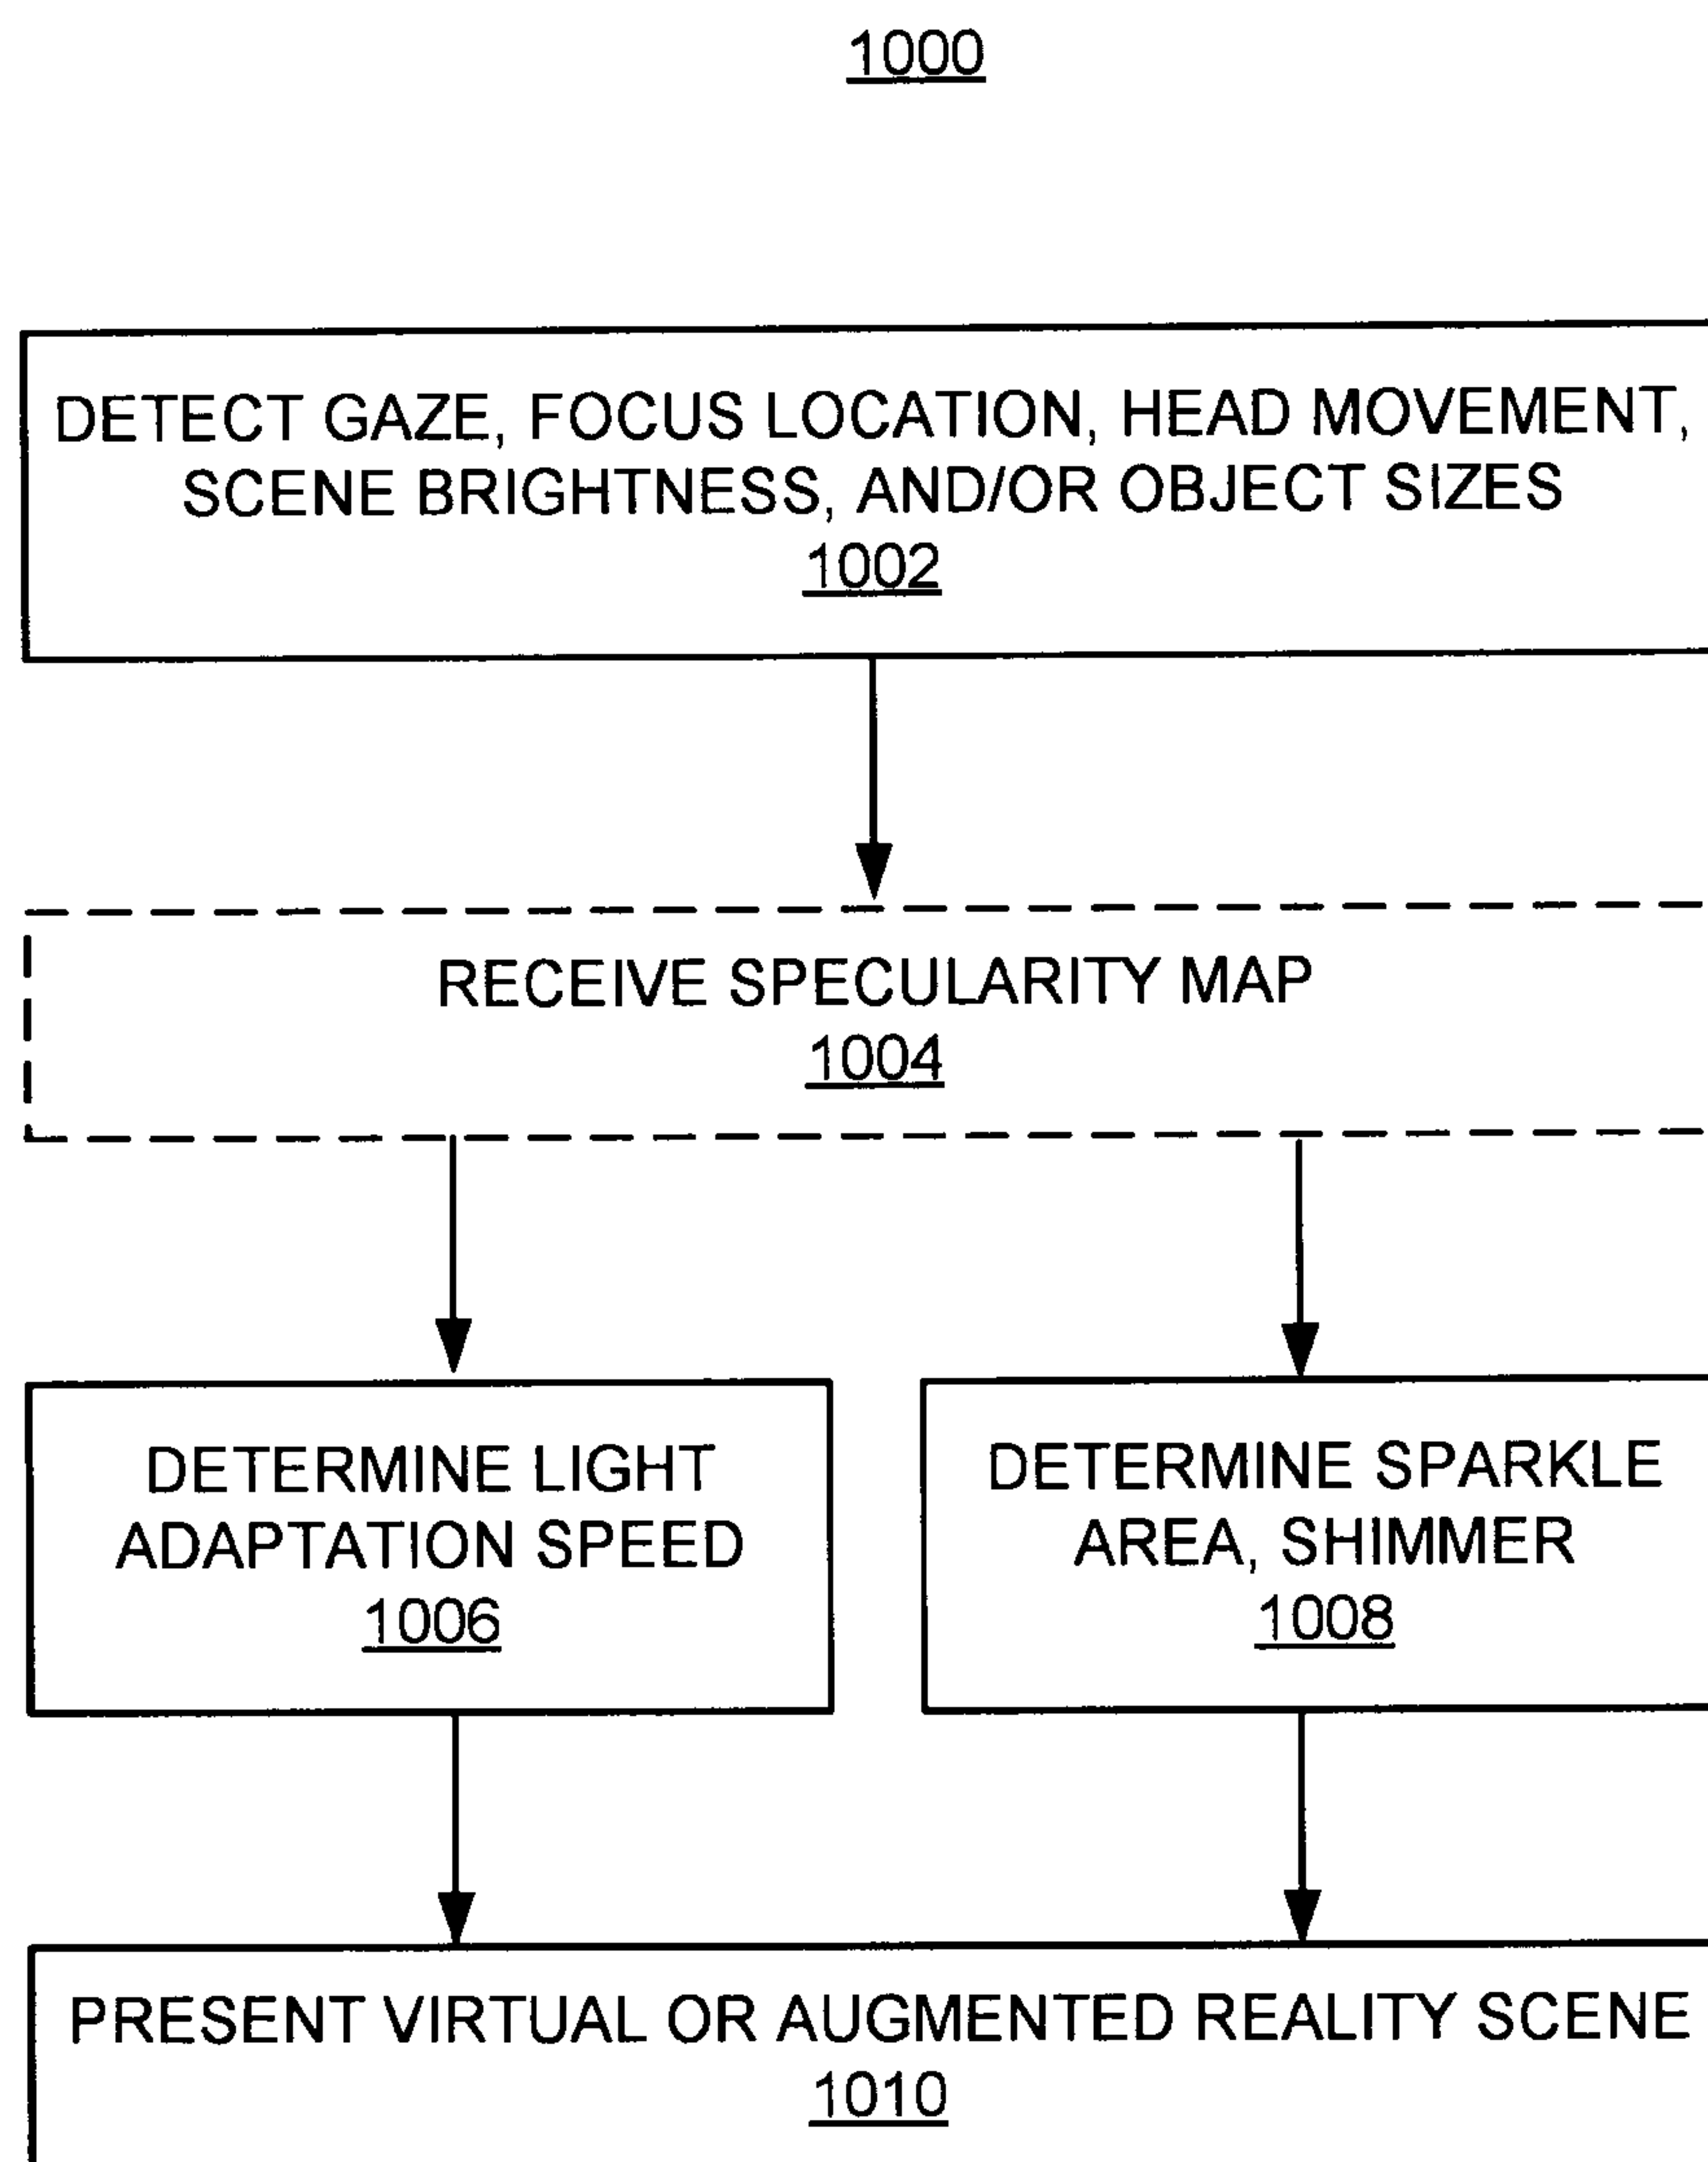 1000
DETECT GAZE, FOCUS LOCATION, HEAD MOVEMENT,
SCENE BRIGHTNESS, AND/OR OBJECT SIZES
1002
RECEIVE SPECULARITY MAP
1004
DETERMINE LIGHT
ADAPTATION SPEED
1006
DETERMINE SPARKLE
AREA, SHIMMER
1008
PRESENT VIRTUAL OR AUGMENTED REALITY SCENE
1010